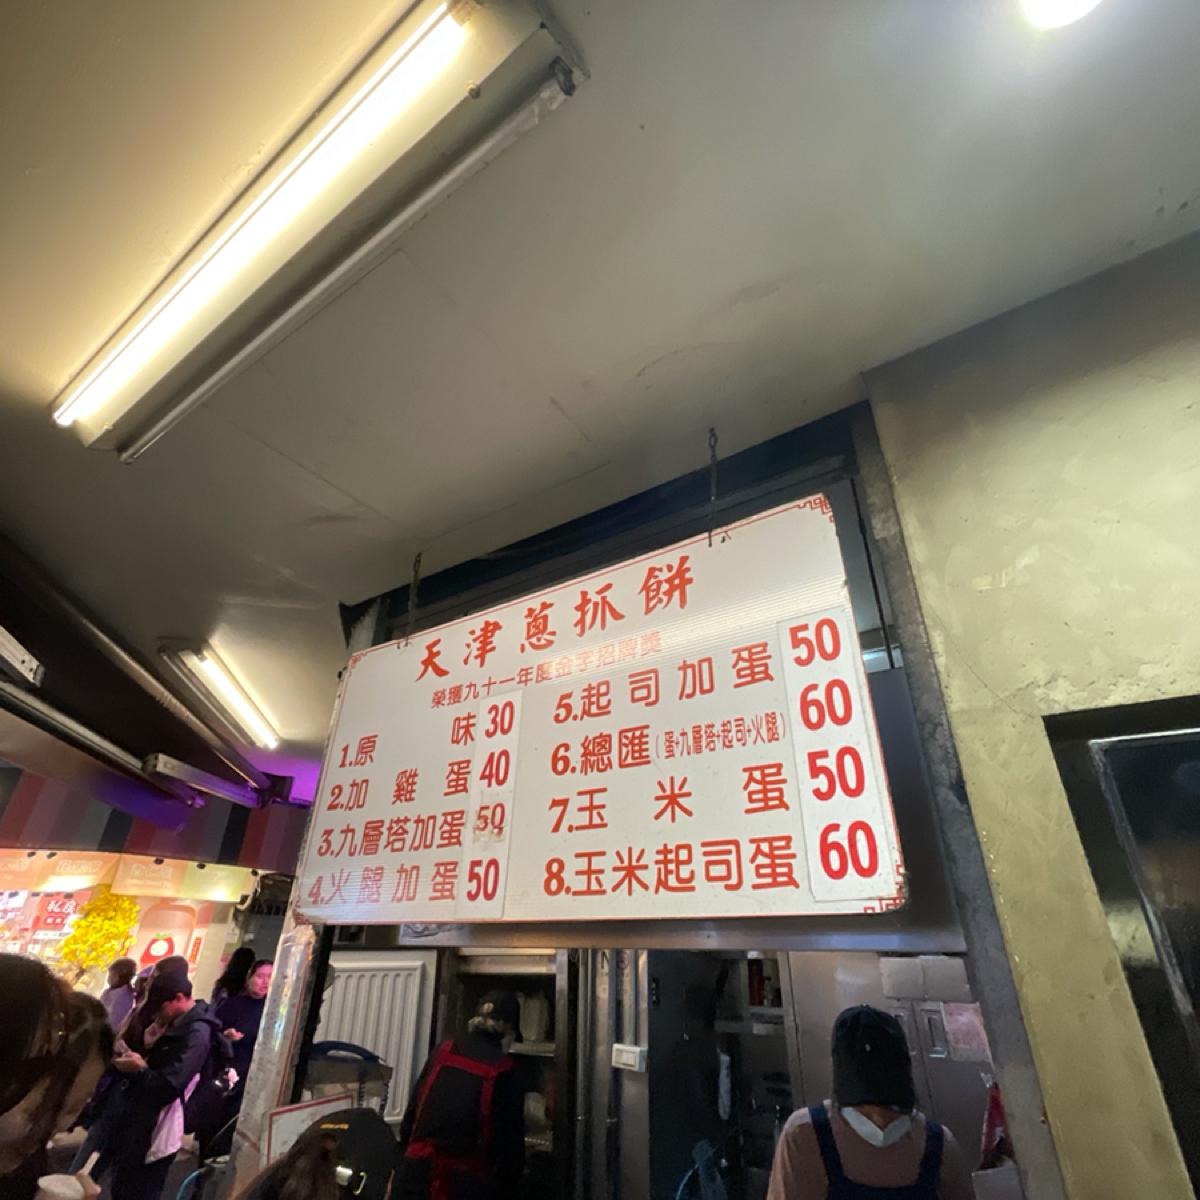 天津蔥抓餅
榮獲九十一年度金字招牌獎
1.原味 30
2.加雞蛋 40
3.九層塔加蛋 50
4.火腿加蛋 50
5.起司加蛋 50
6.總匯(蛋+九層塔+起司+火腿) 60
7.玉米蛋 50
8.玉米起司蛋 60